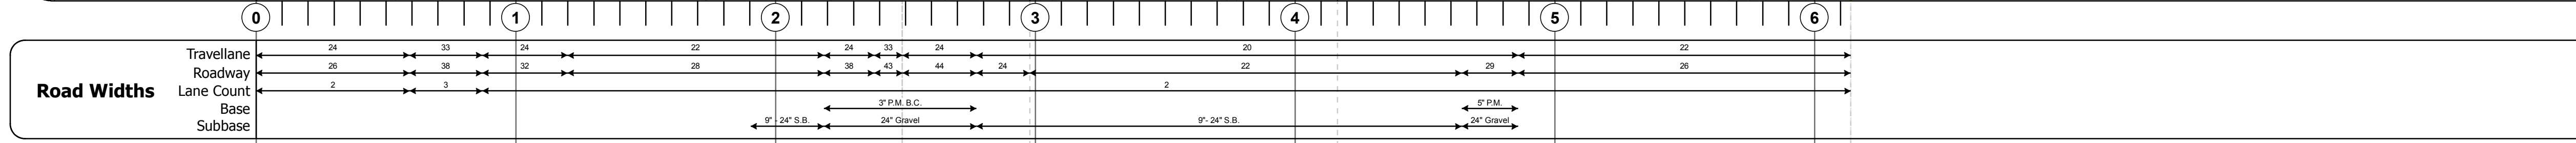 0 1 2 3 4 5 6
Travellane 24 33 24 22 24 33 24 20 22
Roadway 26 38 32 28 38 43 44 24 22 29 26
Road Widths
Lane Count 2 3 2
Base 3" P.M. B.C. 5" P.M.
Subbase 9" - 24" S.B. 24" Gravel 9"- 24" S.B. 24" Gravel